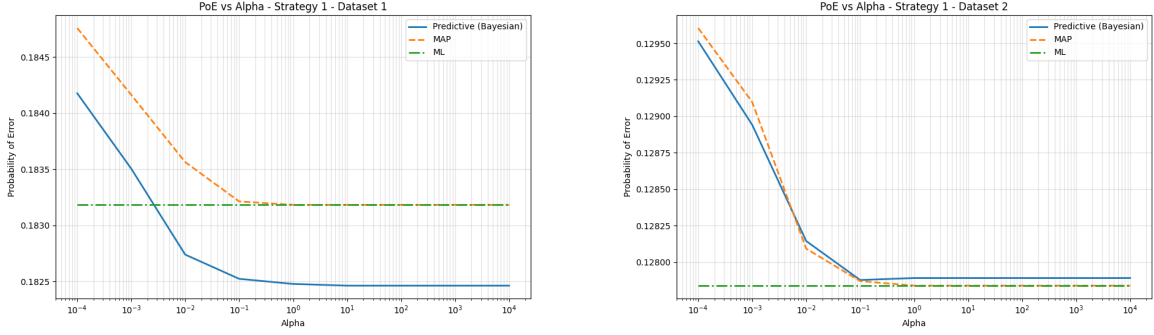 PoE vs Alpha - Strategy 1 - Dataset 1
Probability of Error
0.1845
0.1840
0.1835
0.1830
0.1825
Predictive (Bayesian)
MAP
ML
10⁻⁴ 10⁻³ 10⁻² 10⁻¹ 10⁰ 10¹ 10² 10³ 10⁴
Alpha
PoE vs Alpha - Strategy 1 - Dataset 2
Probability of Error
0.12950
0.12925
0.12900
0.12875
0.12850
0.12825
0.12800
Predictive (Bayesian)
MAP
ML
10⁻⁴ 10⁻³ 10⁻² 10⁻¹ 10⁰ 10¹ 10² 10³ 10⁴
Alpha